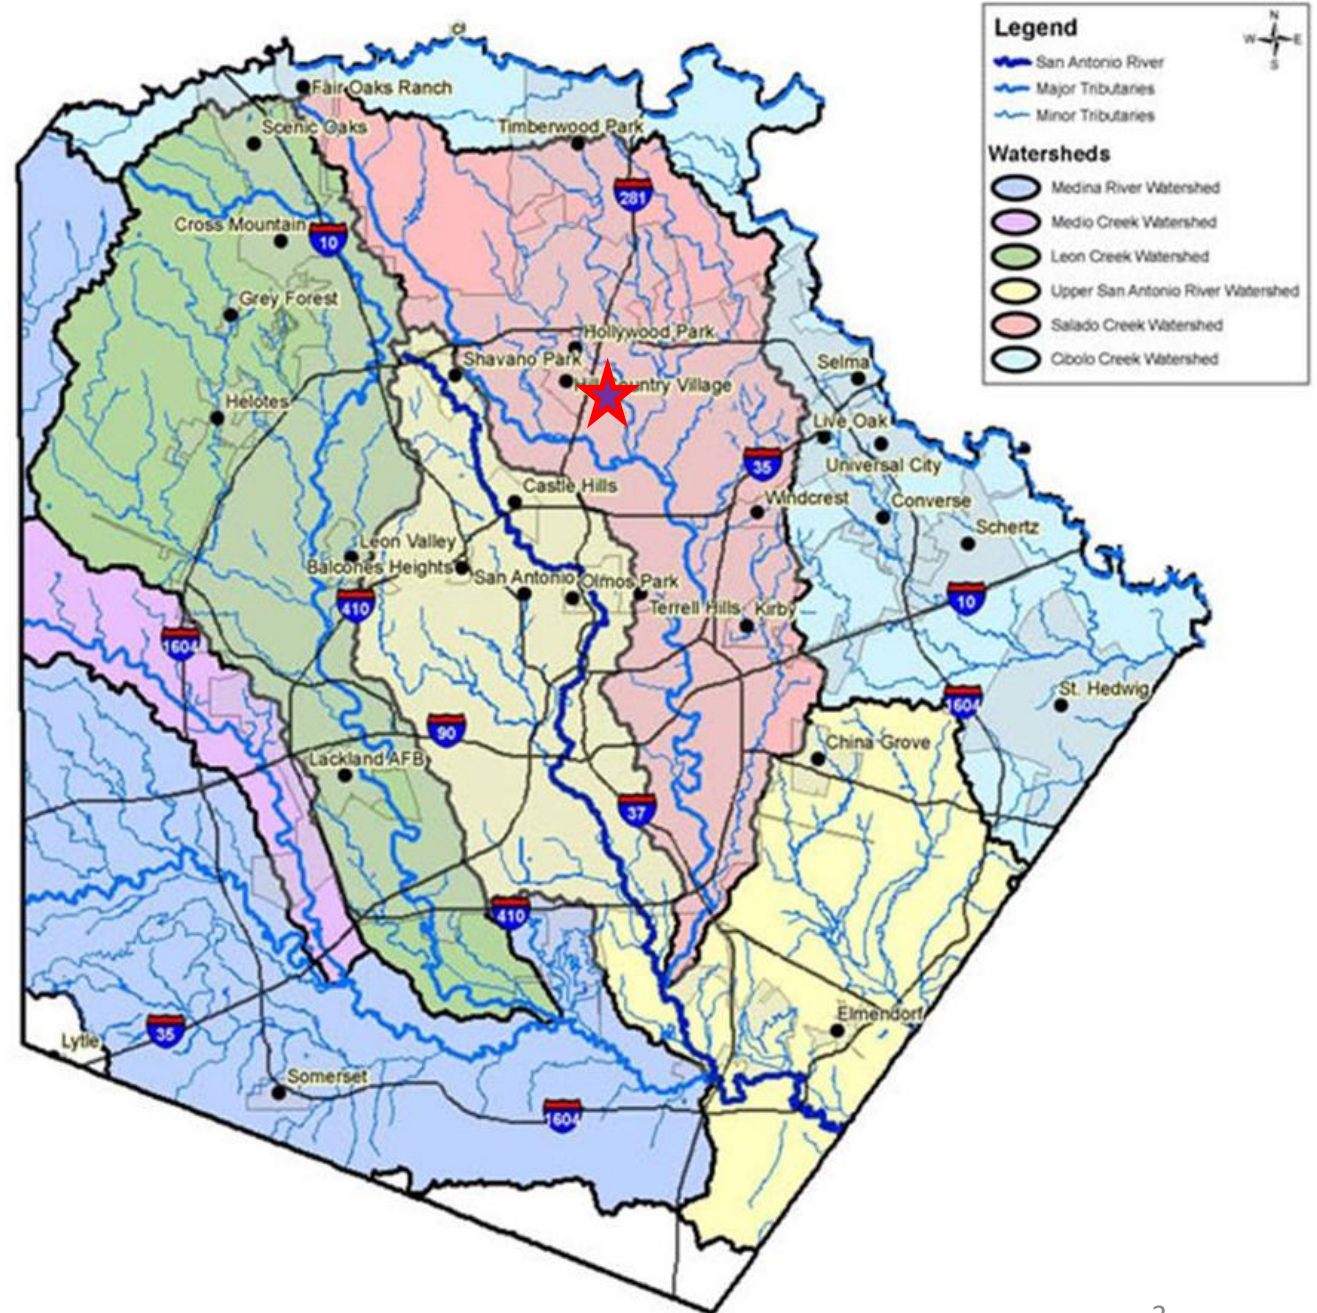 Legend
N
W E
S
San Antonio River
Major Tributaries
Minor Tributaries
Watersheds
Medina River Watershed
Medio Creek Watershed
Leon Creek Watershed
Upper San Antonio River Watershed
Salado Creek Watershed
Cibolo Creek Watershed
Fair Oaks Ranch
Scenic Oaks
Timberwood Park
281
Cross Mountain
10
Grey Forest
Hollywood Park
Shavano Park
Selma
Country Village
Helotes
Live Oak
35
Universal City
Castle Hills
Windcrest
Converse
Schertz
Leon Valley
Balcones Heights
San Antonio
Olmos Park
410
Terrell Hills
Kirby
10
1604
St. Hedwig
1604
90
China Grove
Lackland AFB
37
410
Elmendorf
35
Lytle
Somerset
1604